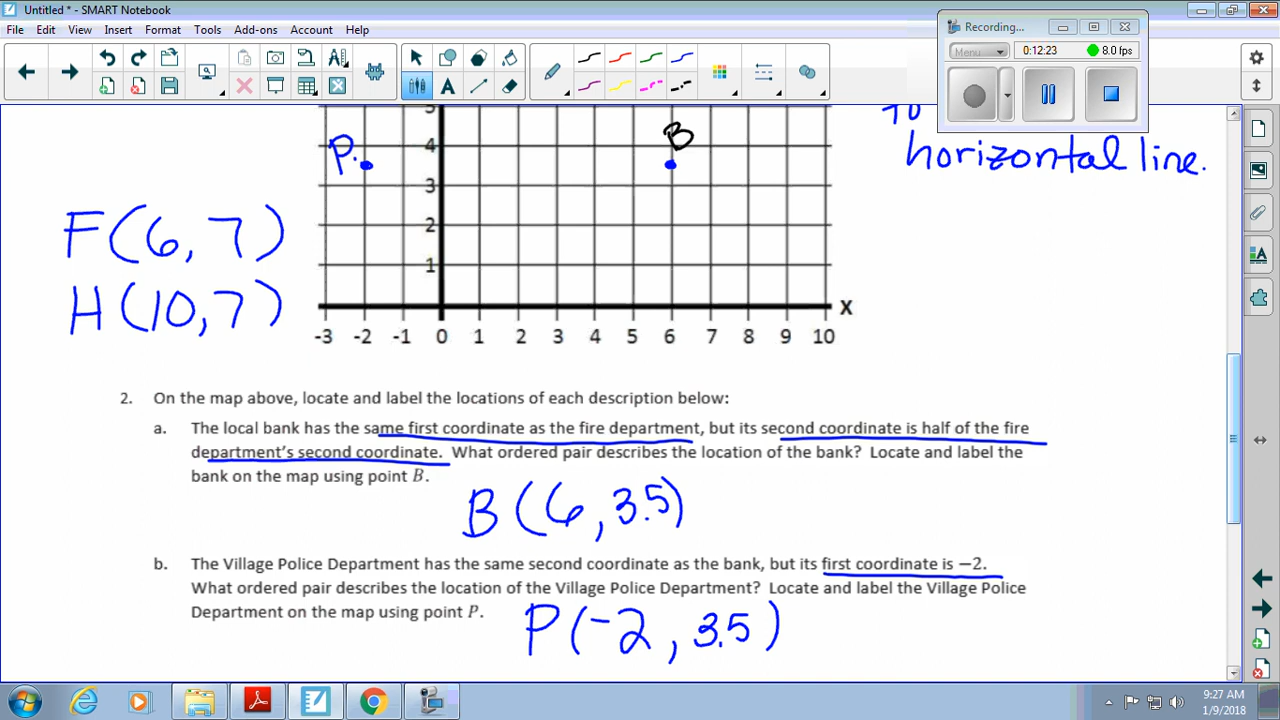 Untitled * - SMART Notebook
File Edit View Insert Format Tools Add-ons Account Help
Recording...
Menu 0:12:23 8.0 fps
to
horizontal line.
5
P. 4 B
3
2
1
X
-3 -2 -1 0 1 2 3 4 5 6 7 8 9 10
F(6, 7)
H(10, 7)
2. On the map above, locate and label the locations of each description below:
a. The local bank has the same first coordinate as the fire department, but its second coordinate is half of the fire
department's second coordinate. What ordered pair describes the location of the bank? Locate and label the
bank on the map using point B.
B (6, 3.5)
b. The Village Police Department has the same second coordinate as the bank, but its first coordinate is −2.
What ordered pair describes the location of the Village Police Department? Locate and label the Village Police
Department on the map using point P.
P(-2, 3.5)
9:27 AM
1/9/2018